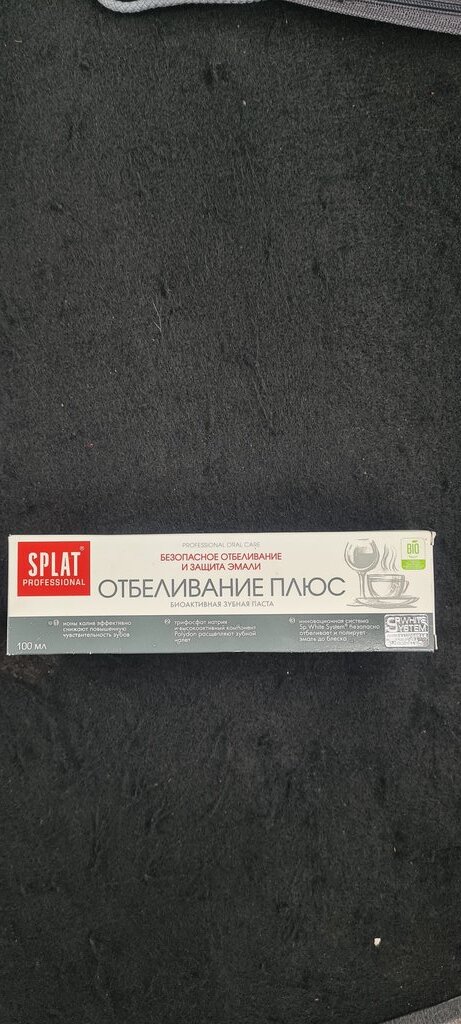 SPLAT®
PROFESSIONAL
PROFESSIONAL ORAL CARE
БЕЗОПАСНОЕ ОТБЕЛИВАНИЕ
И ЗАЩИТА ЭМАЛИ
ОТБЕЛИВАНИЕ ПЛЮС
БИОАКТИВНАЯ ЗУБНАЯ ПАСТА
BIO
ионы калия эффективно
снижают повышенную
чувствительность зубов
трифосфат натрия
и высокоактивный компонент
Polydon расщепляют зубной
налет
инновационная система
Sp.White System® безопасно
отбеливает и полирует
эмаль до блеска
SP.WHITE
SYSTEM
100 МЛ